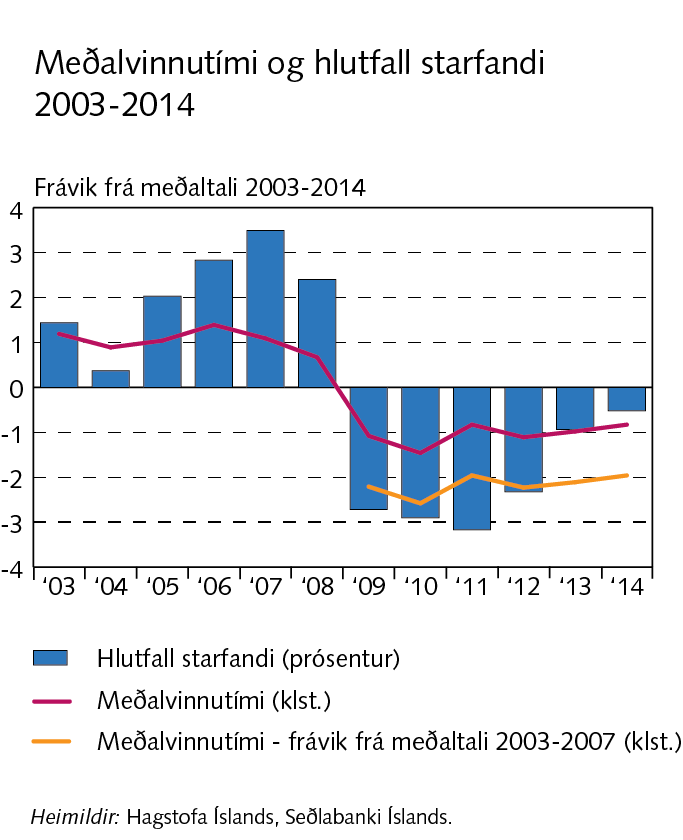 Meðalvinnutími og hlutfall starfandi
2003-2014
Frávik frá meðaltali 2003-2014
4
3
2
1
0
-1
-2
-3
-4
‘03 ‘04 ‘05 ‘06 ‘07 ‘08 ‘09 ‘10 ‘11 ‘12 ‘13 ‘14
Hlutfall starfandi (prósentur)
Meðalvinnutími (klst.)
Meðalvinnutími - frávik frá meðaltali 2003-2007 (klst.)
Heimildir: Hagstofa Íslands, Seðlabanki Íslands.